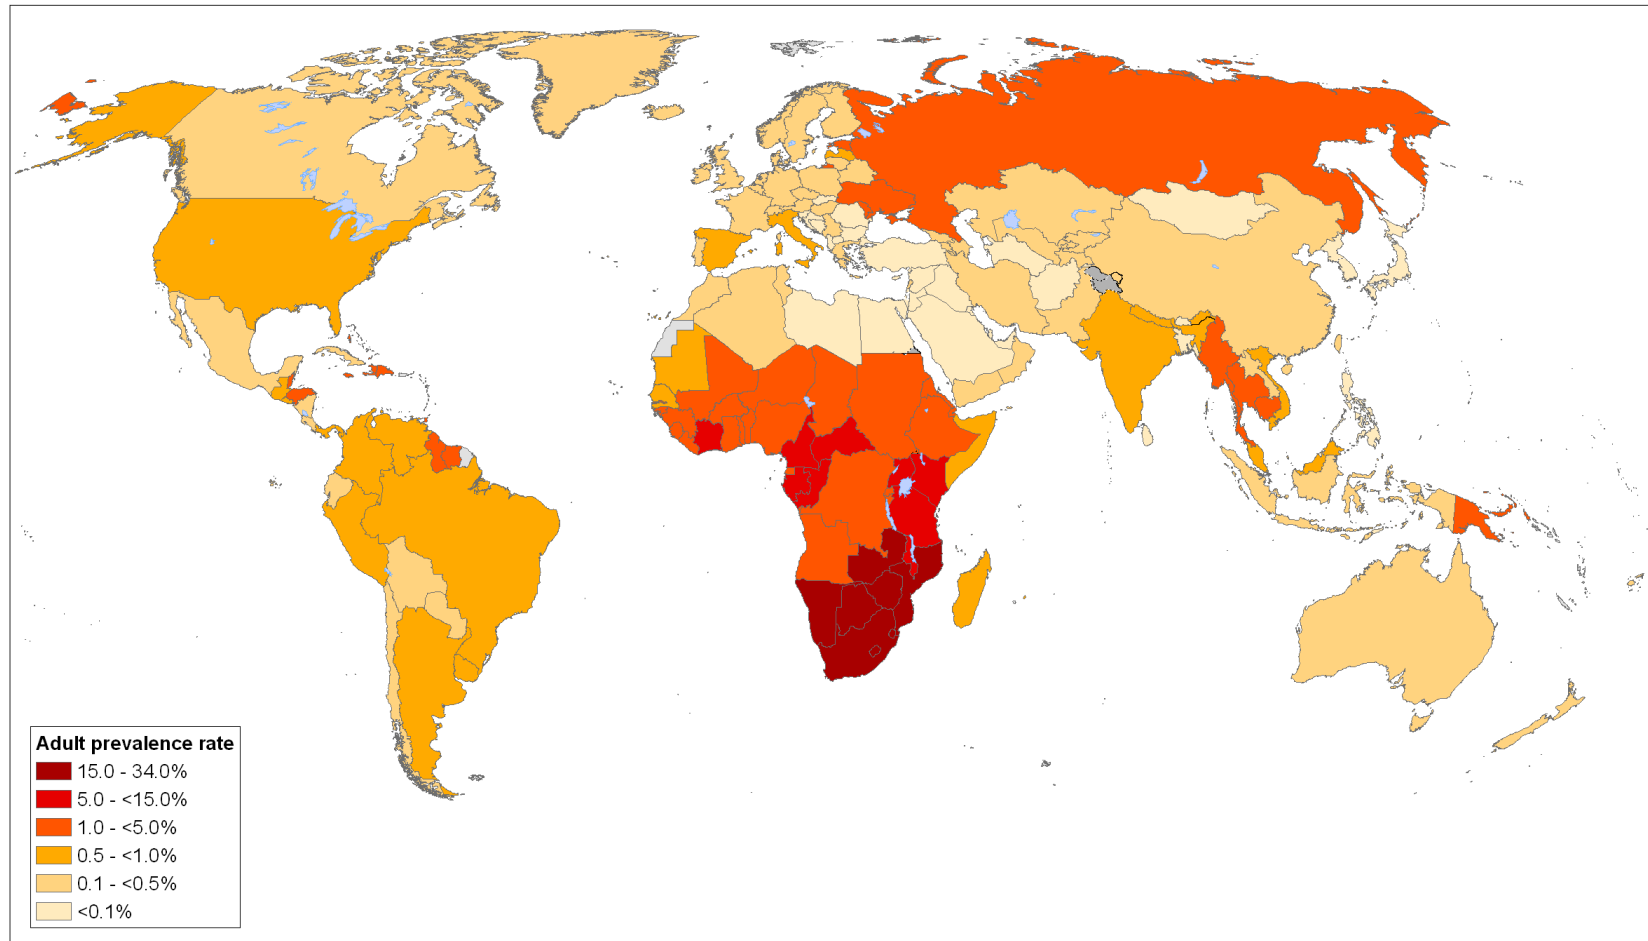 Adult prevalence rate
15.0 - 34.0%
5.0 - <15.0%
1.0 - <5.0%
0.5 - <1.0%
0.1 - <0.5%
<0.1%